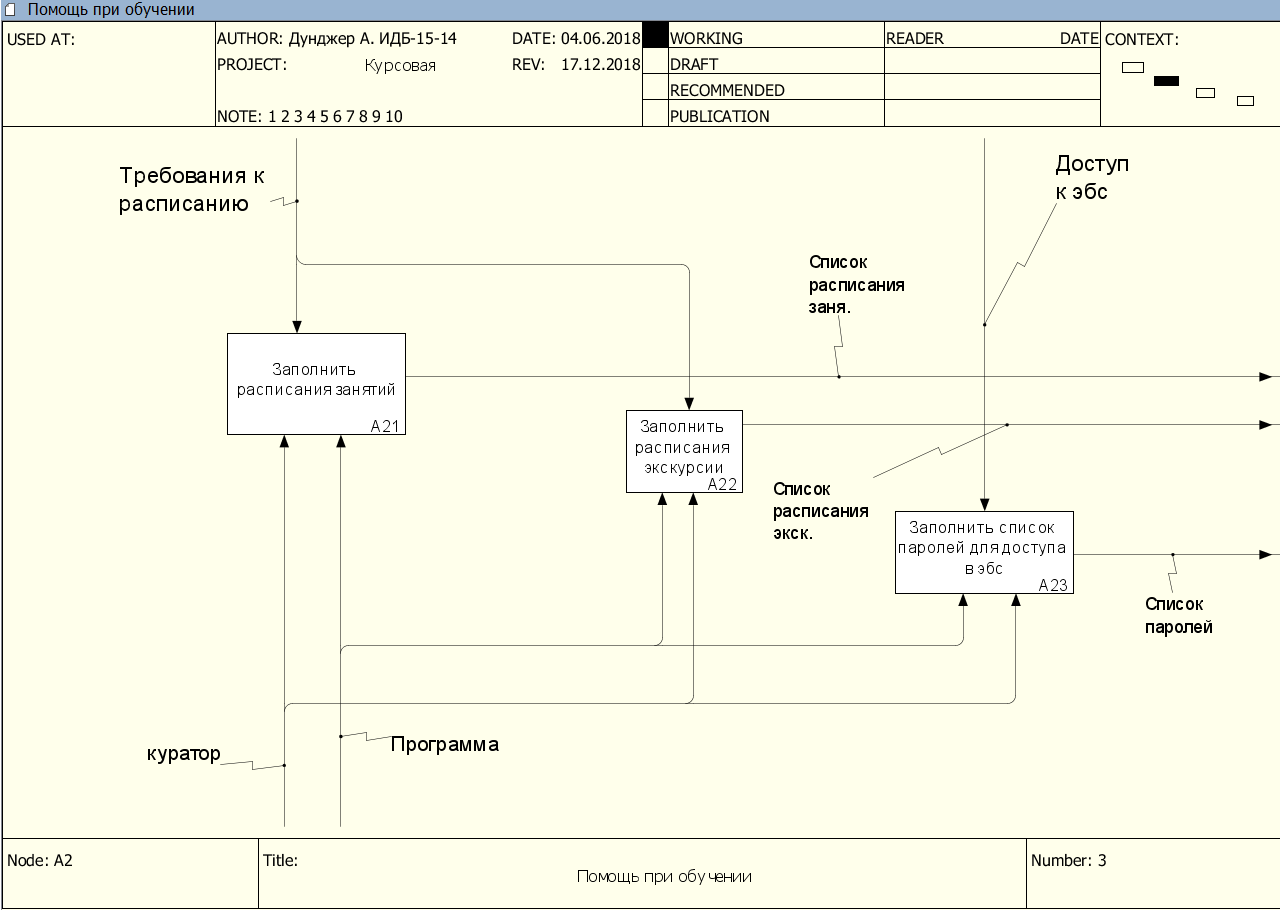 Помощь при обучении
USED AT:
AUTHOR: Дунджер А. ИДБ-15-14
DATE: 04.06.2018
PROJECT: Курсовая
REV: 17.12.2018
NOTE: 1 2 3 4 5 6 7 8 9 10
WORKING
DRAFT
RECOMMENDED
PUBLICATION
READER
DATE
CONTEXT:
Требования к
расписанию
Доступ
к эбс
Список
расписания
заня.
Заполнить
расписания занятий
A21
Заполнить
расписания
экскурсии
A22
Список
расписания
экск.
Заполнить список
паролей для доступа
в эбс
A23
Список
паролей
куратор
Программа
Node: A2
Title:
Помощь при обучении
Number: 3